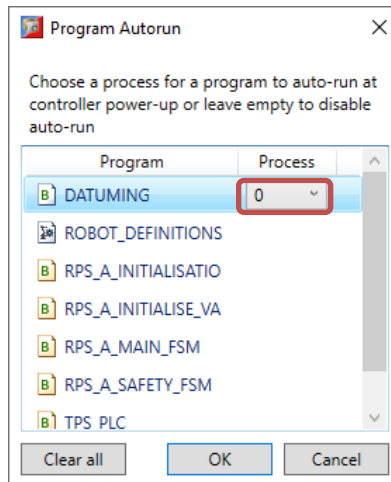 Program Autorun
Choose a process for a program to auto-run at
controller power-up or leave empty to disable
auto-run
Program Process
DATUMING 0
ROBOT_DEFINITIONS
RPS_A_INITIALISATIO
RPS_A_INITIALISE_VA
RPS_A_MAIN_FSM
RPS_A_SAFETY_FSM
TPS_PLC
Clear all OK Cancel